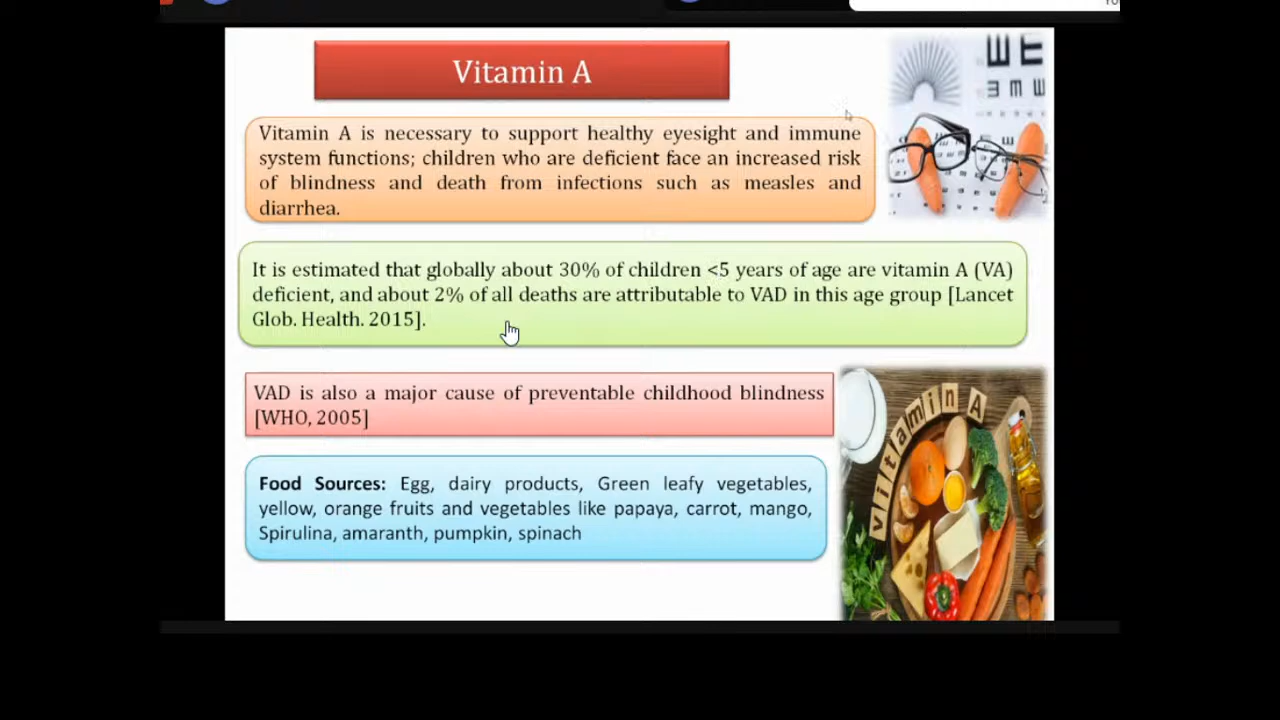 Vitamin A
Vitamin A is necessary to support healthy eyesight and immune
system functions; children who are deficient face an increased risk
of blindness and death from infections such as measles and
diarrhea.
It is estimated that globally about 30% of children <5 years of age are vitamin A (VA)
deficient, and about 2% of all deaths are attributable to VAD in this age group [Lancet
Glob. Health. 2015].
VAD is also a major cause of preventable childhood blindness
[WHO, 2005]
vitamin A
Food Sources: Egg, dairy products, Green leafy vegetables,
yellow, orange fruits and vegetables like papaya, carrot, mango,
Spirulina, amaranth, pumpkin, spinach